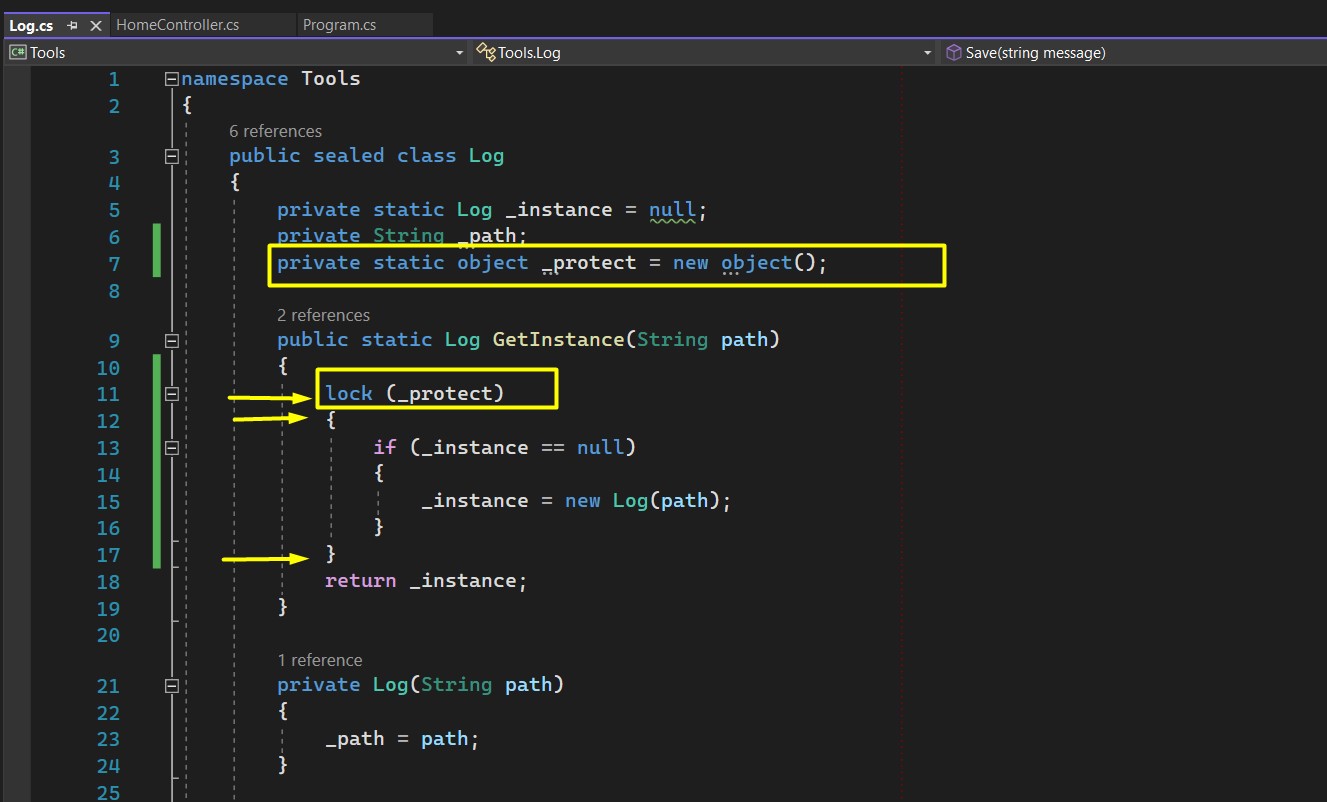 Log.cs HomeController.cs Program.cs
C# Tools Tools.Log Save(string message)
1 namespace Tools
2 {
6 references
3 public sealed class Log
4 {
5 private static Log _instance = null;
6 private String _path;
7 private static object _protect = new object();
8
2 references
9 public static Log GetInstance(String path)
10 {
11 lock (_protect)
12 {
13 if (_instance == null)
14 {
15 _instance = new Log(path);
16 }
17 }
18 return _instance;
19 }
20
1 reference
21 private Log(String path)
22 {
23 _path = path;
24 }
25